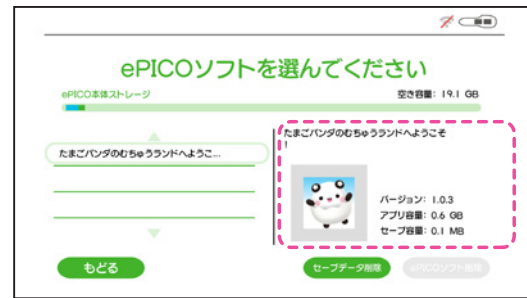 ePICOソフトを選んでください
ePICO本体ストレージ
空き容量: 19.1 GB
たまごパンダのむちゅうランドへようこ...
たまごパンダのむちゅうランドへようこそ
!
バージョン: 1.0.3
アプリ容量: 0.6 GB
セーブ容量: 0.1 MB
もどる
セーブデータ削除
ePICOソフト削除